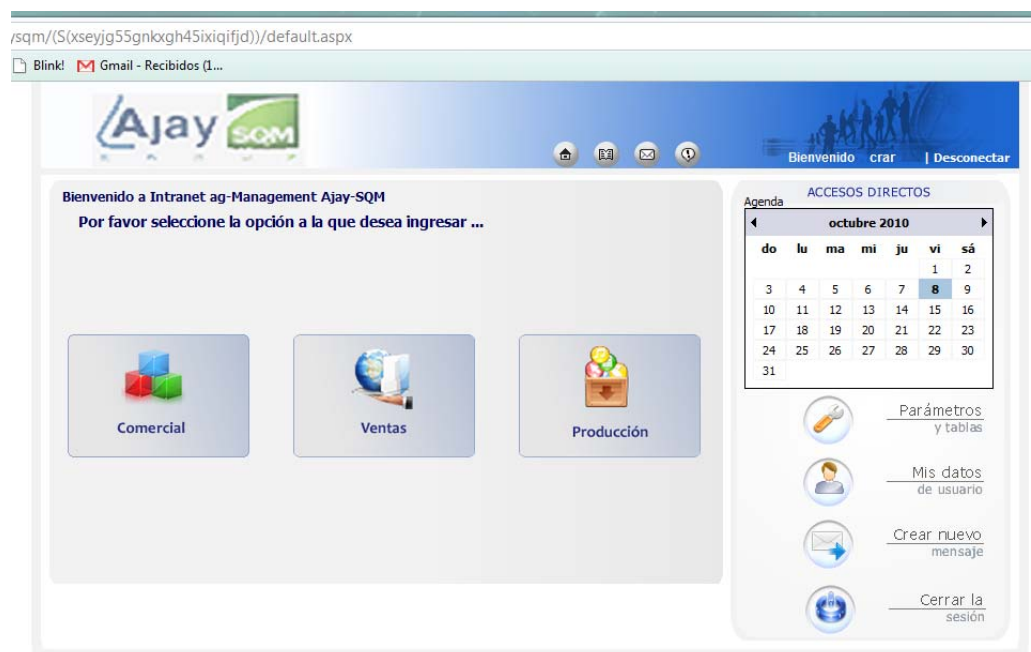 /sqm/(S(xseyjg55gnkxgh45ixiqifjd))/default.aspx
Blink! Gmail - Recibidos (1...
Ajay SQM
Bienvenido crar | Desconectar
Bienvenido a Intranet ag-Management Ajay-SQM
Por favor seleccione la opción a la que desea ingresar ...
Comercial Ventas Producción
ACCESOS DIRECTOS
Agenda
octubre 2010
do lu ma mi ju vi sá
1 2
3 4 5 6 7 8 9
10 11 12 13 14 15 16
17 18 19 20 21 22 23
24 25 26 27 28 29 30
31
Parámetros
y tablas
Mis datos
de usuario
Crear nuevo
mensaje
Cerrar la
sesión